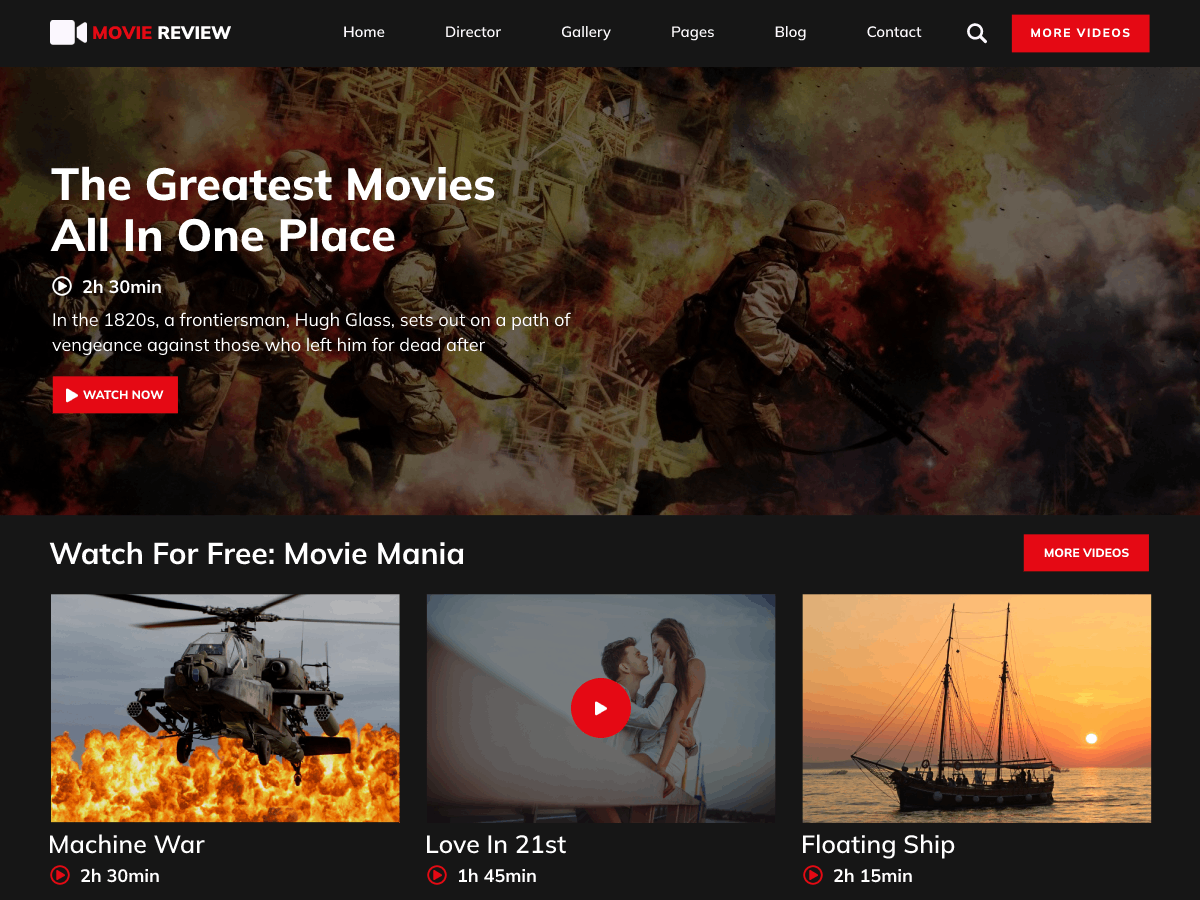 MOVIE REVIEW
Home Director Gallery Pages Blog Contact
MORE VIDEOS
The Greatest Movies
All In One Place
2h 30min
In the 1820s, a frontiersman, Hugh Glass, sets out on a path of
vengeance against those who left him for dead after
WATCH NOW
Watch For Free: Movie Mania
MORE VIDEOS
Machine War
2h 30min
Love In 21st
1h 45min
Floating Ship
2h 15min